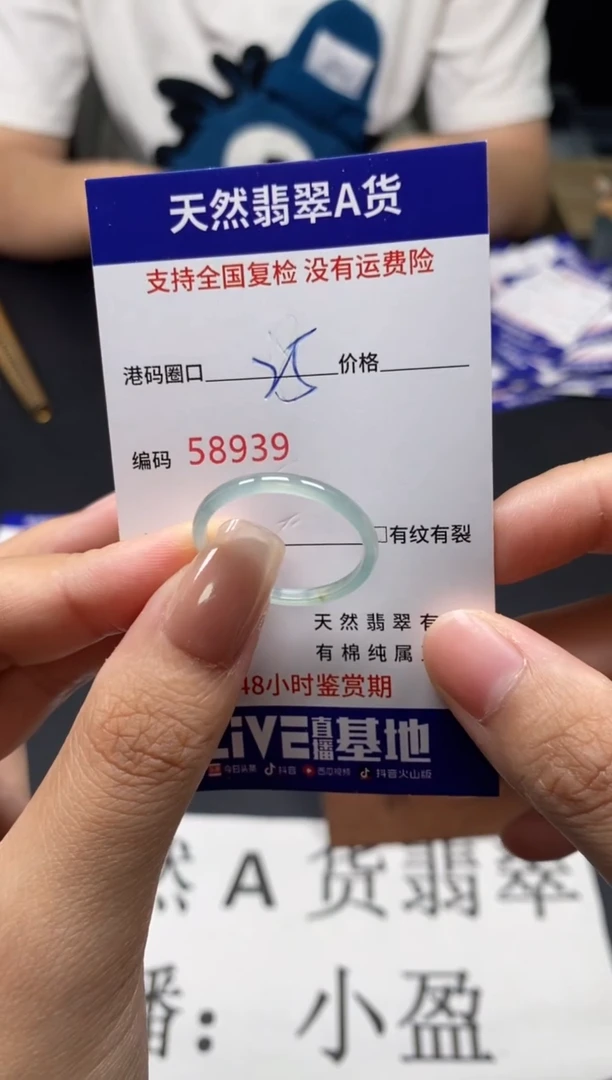 天然翡翠A货
支持全国复检 没有运费险
港码圈口 价格
编码 58939
□有纹有裂
天然翡翠有
有棉纯属
48小时鉴赏期
LIVE直播基地
今日头条 抖音 西瓜视频 抖音火山版
然A货翡翠
播：小盈